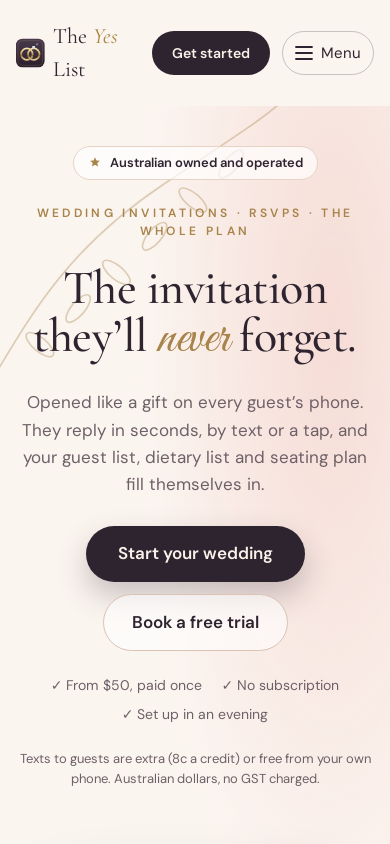 The Yes
List
Get started
Menu
Australian owned and operated
WEDDING INVITATIONS · RSVPS · THE
WHOLE PLAN
The invitation
they’ll never forget.
Opened like a gift on every guest’s phone.
They reply in seconds, by text or a tap, and
your guest list, dietary list and seating plan
fill themselves in.
Start your wedding
Book a free trial
✓ From $50, paid once ✓ No subscription
✓ Set up in an evening
Texts to guests are extra (8c a credit) or free from your own
phone. Australian dollars, no GST charged.